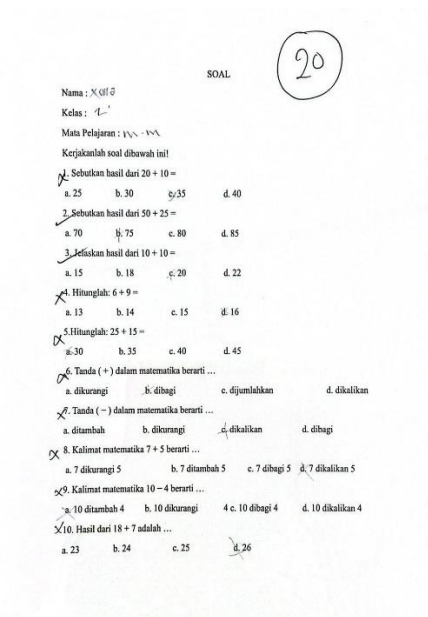 SOAL
20
Nama :
Kelas : 2
Mata Pelajaran : M - M
Kerjakanlah soal dibawah ini!
1. Sebutkan hasil dari 20 + 10 =
a. 25 b. 30 c. 35 d. 40
2. Sebutkan hasil dari 50 + 25 =
a. 70 b. 75 c. 80 d. 85
3. Jelaskan hasil dari 10 + 10 =
a. 15 b. 18 c. 20 d. 22
4. Hitunglah: 6 + 9 =
a. 13 b. 14 c. 15 d. 16
5.Hitunglah: 25 + 15 =
a. 30 b. 35 c. 40 d. 45
6. Tanda ( + ) dalam matematika berarti …
a. dikurangi b. dibagi c. dijumlahkan d. dikalikan
7. Tanda ( − ) dalam matematika berarti …
a. ditambah b. dikurangi c. dikalikan d. dibagi
8. Kalimat matematika 7 + 5 berarti …
a. 7 dikurangi 5 b. 7 ditambah 5 c. 7 dibagi 5 d. 7 dikalikan 5
9. Kalimat matematika 10 – 4 berarti …
a. 10 ditambah 4 b. 10 dikurangi 4 c. 10 dibagi 4 d. 10 dikalikan 4
10. Hasil dari 18 + 7 adalah …
a. 23 b. 24 c. 25 d. 26